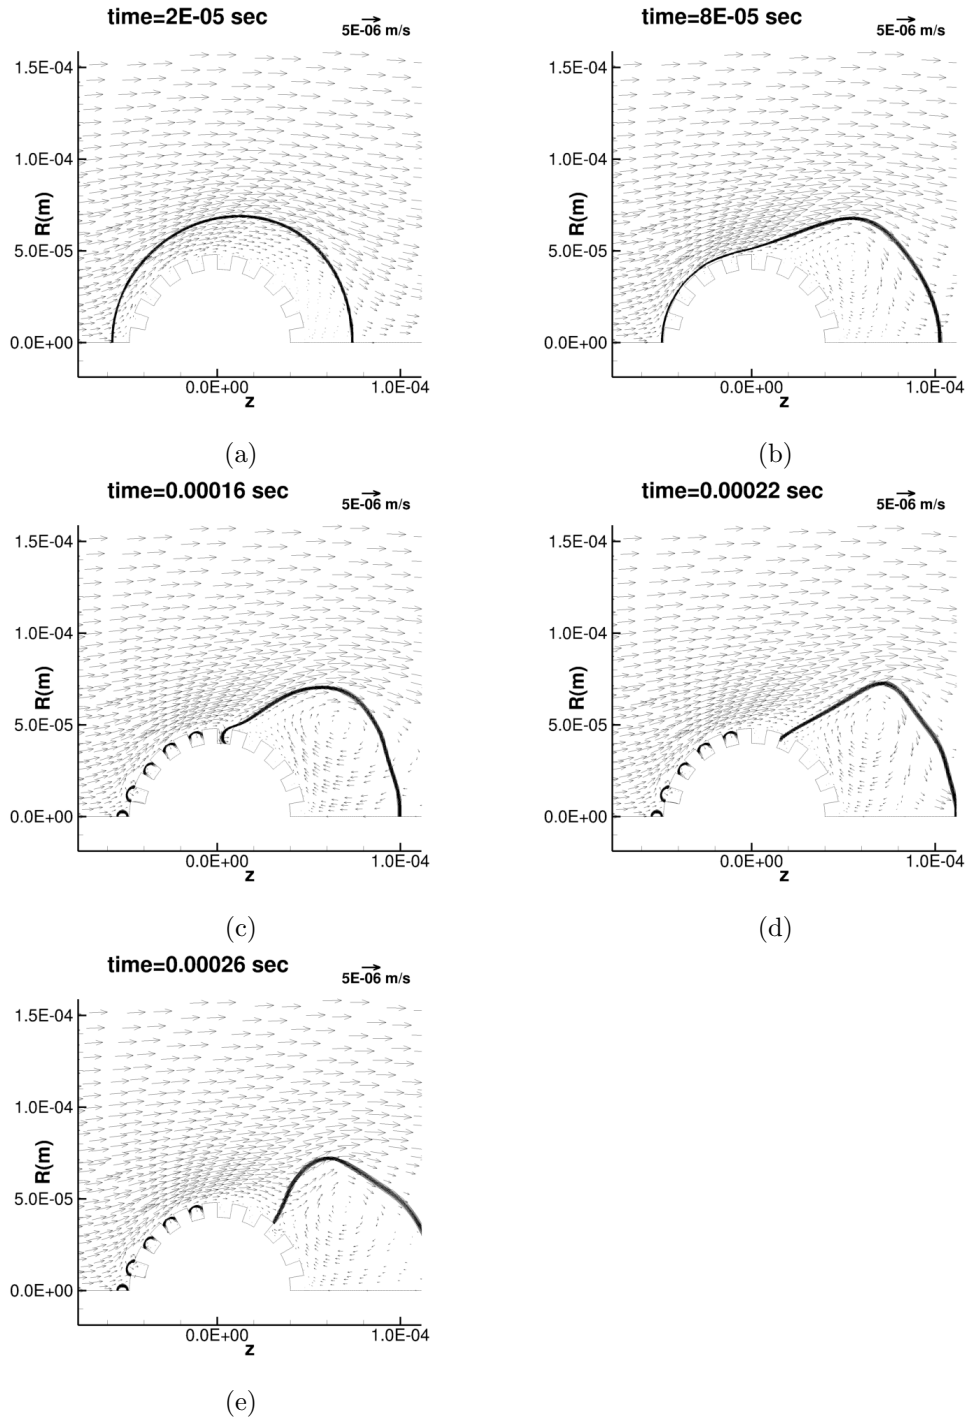 time=2E-05 sec
5E-06 m/s
1.5E-04
1.0E-04
R(m)
5.0E-05
0.0E+00
0.0E+00 1.0E-04
z
(a)
time=8E-05 sec
5E-06 m/s
1.5E-04
1.0E-04
R(m)
5.0E-05
0.0E+00
0.0E+00 1.0E-04
z
(b)
time=0.00016 sec
5E-06 m/s
1.5E-04
1.0E-04
R(m)
5.0E-05
0.0E+00
0.0E+00 1.0E-04
z
(c)
time=0.00022 sec
5E-06 m/s
1.5E-04
1.0E-04
R(m)
5.0E-05
0.0E+00
0.0E+00 1.0E-04
z
(d)
time=0.00026 sec
5E-06 m/s
1.5E-04
1.0E-04
R(m)
5.0E-05
0.0E+00
0.0E+00 1.0E-04
z
(e)